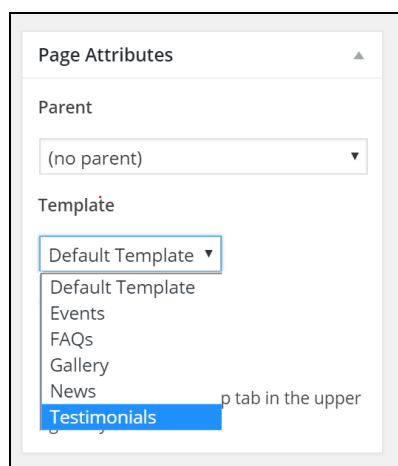 Page Attributes
Parent
(no parent)
Template
Default Template
Default Template
Events
FAQs
Gallery
News
p tab in the upper
Testimonials